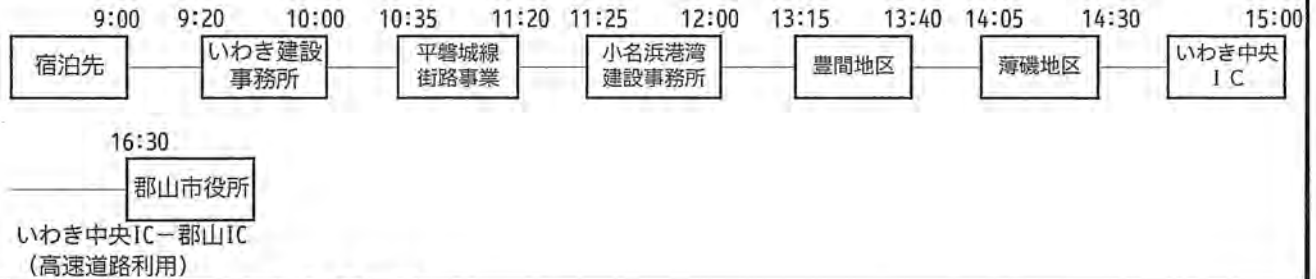 9:00 9:20 10:00 10:35 11:20 11:25 12:00 13:15 13:40 14:05 14:30 15:00
宿泊先
いわき建設
事務所
平磐城線
街路事業
小名浜港湾
建設事務所
豊間地区
薄磯地区
いわき中央
IC
16:30
郡山市役所
いわき中央IC－郡山IC
（高速道路利用）